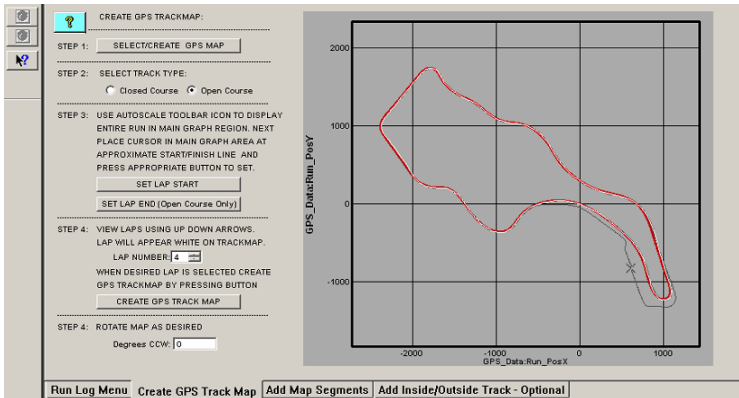 CREATE GPS TRACKMAP:
STEP 1: SELECT/CREATE GPS MAP
STEP 2: SELECT TRACK TYPE:
Closed Course Open Course
STEP 3: USE AUTOSCALE TOOLBAR ICON TO DISPLAY
ENTIRE RUN IN MAIN GRAPH REGION. NEXT
PLACE CURSOR IN MAIN GRAPH AREA AT
APPROXIMATE START/FINISH LINE AND
PRESS APPROPRIATE BUTTON TO SET.
SET LAP START
SET LAP END (Open Course Only)
STEP 4: VIEW LAPS USING UP DOWN ARROWS.
LAP WILL APPEAR WHITE ON TRACKMAP.
LAP NUMBER: 4
WHEN DESIRED LAP IS SELECTED CREATE
GPS TRACKMAP BY PRESSING BUTTON
CREATE GPS TRACK MAP
STEP 4: ROTATE MAP AS DESIRED
Degrees CCW: 0
GPS_Data:Run_PosY
2000
1000
0
-1000
-2000 -1000 0 1000
GPS_Data:Run_PosX
Run Log Menu Create GPS Track Map Add Map Segments Add Inside/Outside Track - Optional